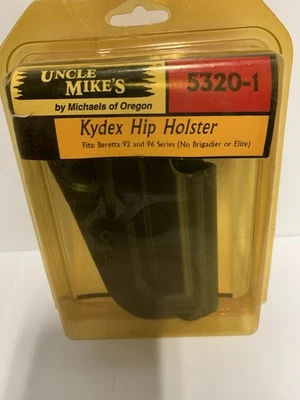 UNCLE
MIKE'S
5320-1
by Michaels of Oregon
Kydex Hip Holster
Fits: Beretta 92 and 96 Series (No Brigadier or Elite)